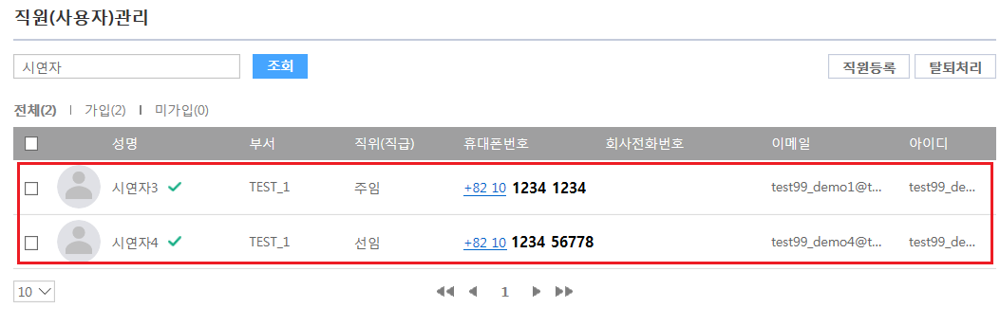 직원(사용자)관리
시연자 조회 직원등록 탈퇴처리
전체(2) | 가입(2) | 미가입(0)
성명 부서 직위(직급) 휴대폰번호 회사전화번호 이메일 아이디
시연자3 TEST_1 주임 +82 10 1234 1234 test99_demo1@t... test99_de...
시연자4 TEST_1 선임 +82 10 1234 56778 test99_demo4@t... test99_de...
10 1